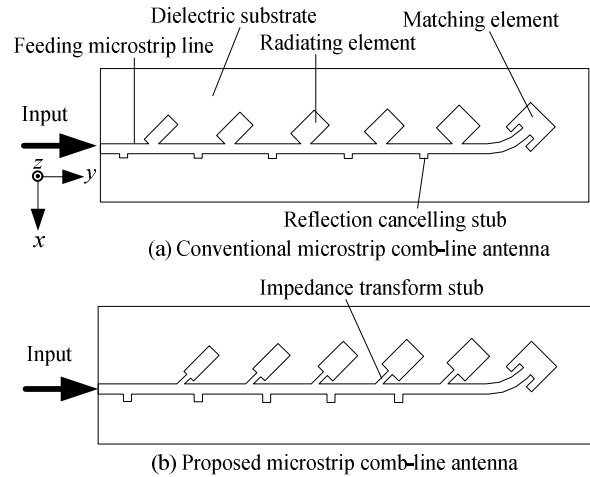 Dielectric substrate
Matching element
Feeding microstrip line
Radiating element
Input
z
y
x
Reflection cancelling stub
(a) Conventional microstrip comb-line antenna
Impedance transform stub
Input
(b) Proposed microstrip comb-line antenna